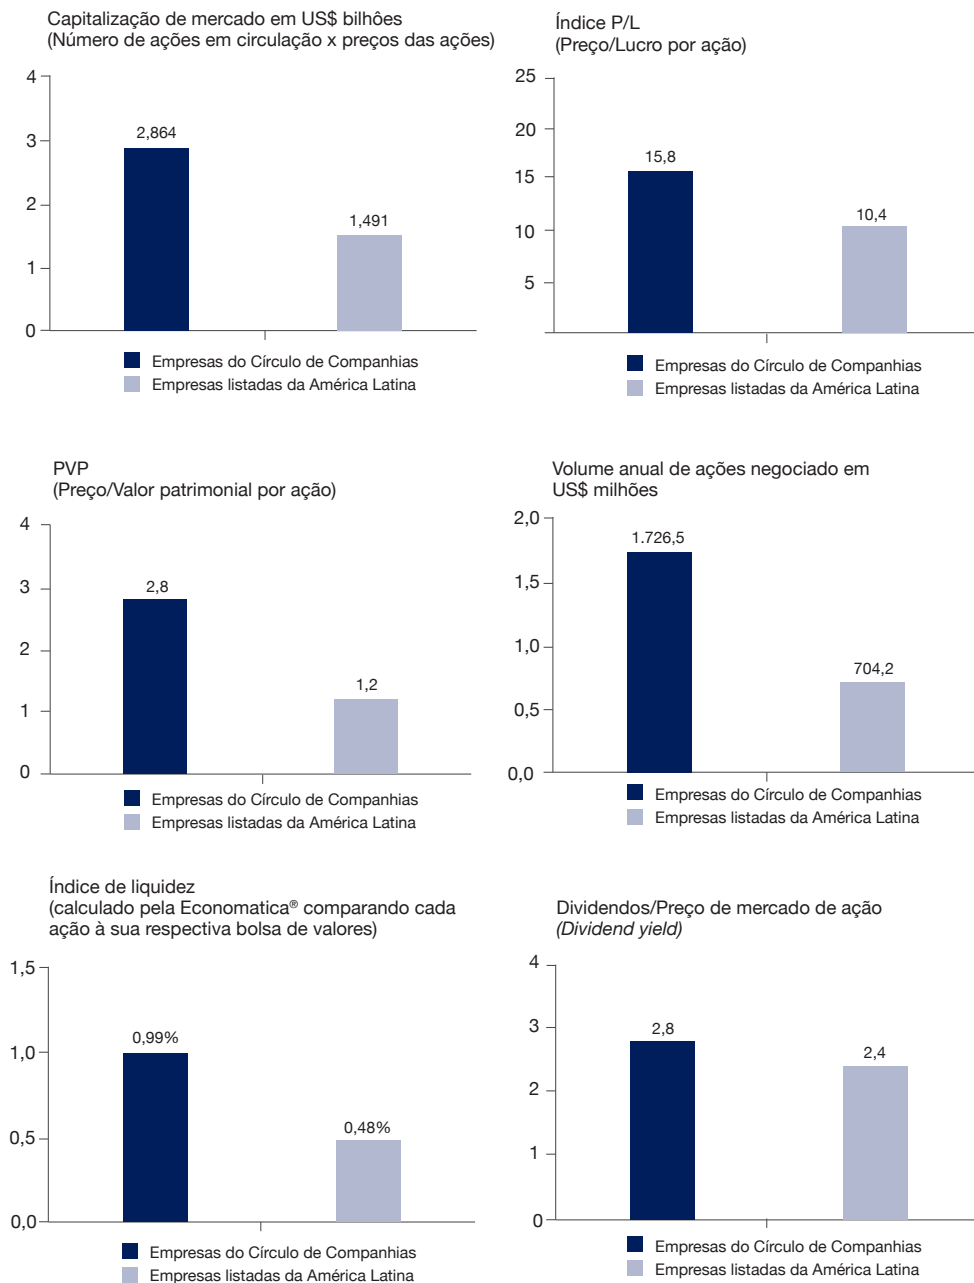 Capitalização de mercado em US$ bilhôes
(Número de ações em circulação x preços das ações)
4
3
2
1
0
2,864
1,491
Empresas do Círculo de Companhias
Empresas listadas da América Latina
Índice P/L
(Preço/Lucro por ação)
25
20
15
10
5
15,8
10,4
Empresas do Círculo de Companhias
Empresas listadas da América Latina
PVP
(Preço/Valor patrimonial por ação)
4
3
2
1
0
2,8
1,2
Empresas do Círculo de Companhias
Empresas listadas da América Latina
Volume anual de ações negociado em
US$ milhões
2,0
1,5
1,0
0,5
0,0
1.726,5
704,2
Empresas do Círculo de Companhias
Empresas listadas da América Latina
Índice de liquidez
(calculado pela Economatica® comparando cada
ação à sua respectiva bolsa de valores)
1,5
1,0
0,5
0,0
0,99%
0,48%
Empresas do Círculo de Companhias
Empresas listadas da América Latina
Dividendos/Preço de mercado de ação
(Dividend yield)
4
3
2
1
0
2,8
2,4
Empresas do Círculo de Companhias
Empresas listadas da América Latina